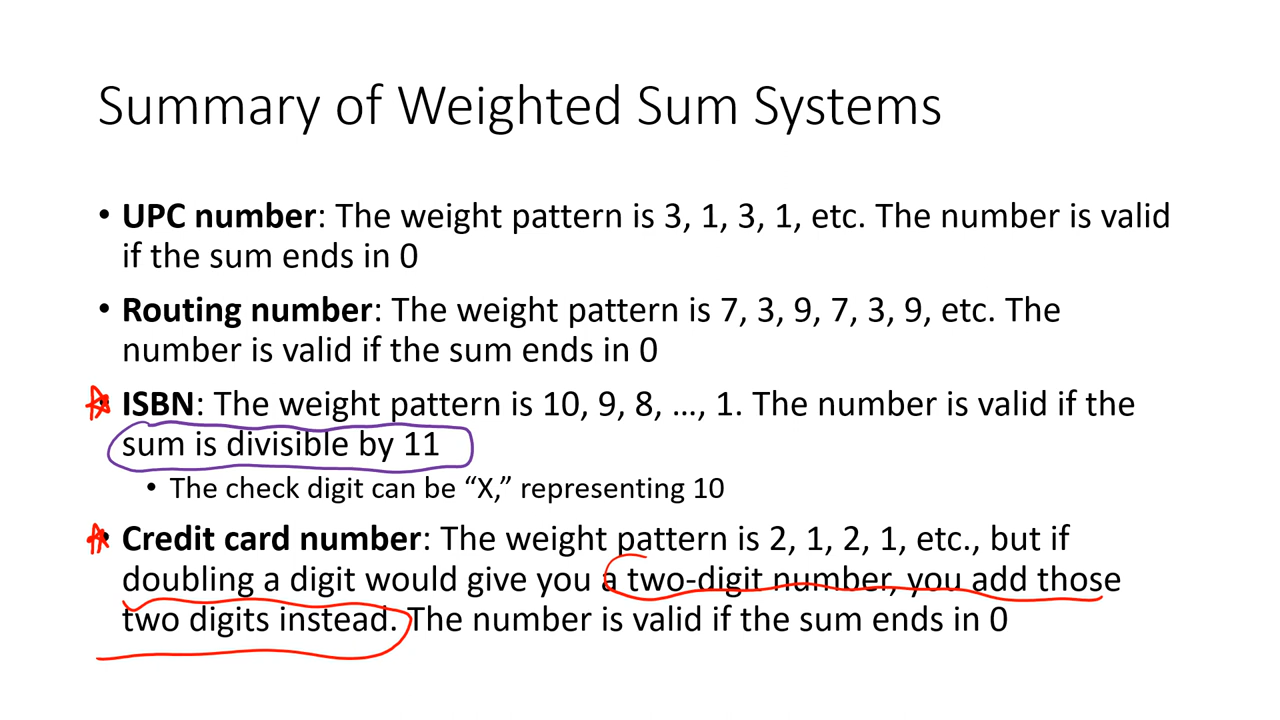 Summary of Weighted Sum Systems
• UPC number: The weight pattern is 3, 1, 3, 1, etc. The number is valid
if the sum ends in 0
• Routing number: The weight pattern is 7, 3, 9, 7, 3, 9, etc. The
number is valid if the sum ends in 0
• ISBN: The weight pattern is 10, 9, 8, …, 1. The number is valid if the
sum is divisible by 11
• The check digit can be “X,” representing 10
• Credit card number: The weight pattern is 2, 1, 2, 1, etc., but if
doubling a digit would give you a two-digit number, you add those
two digits instead. The number is valid if the sum ends in 0